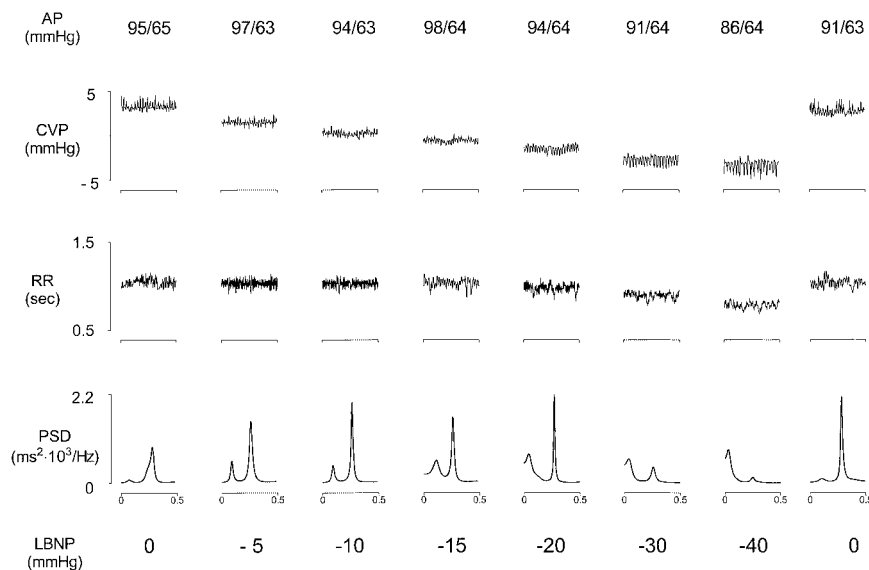 AP
(mmHg)
95/65 97/63 94/63 98/64 94/64 91/64 86/64 91/63
5
CVP
(mmHg)
- 5
1.5
RR
(sec)
0.5
2.2
PSD
(ms²·10³/Hz)
0
0 0.5 0 0.5 0 0.5 0 0.5 0 0.5 0 0.5 0 0.5 0 0.5
LBNP
(mmHg)
0 - 5 -10 -15 -20 -30 -40 0